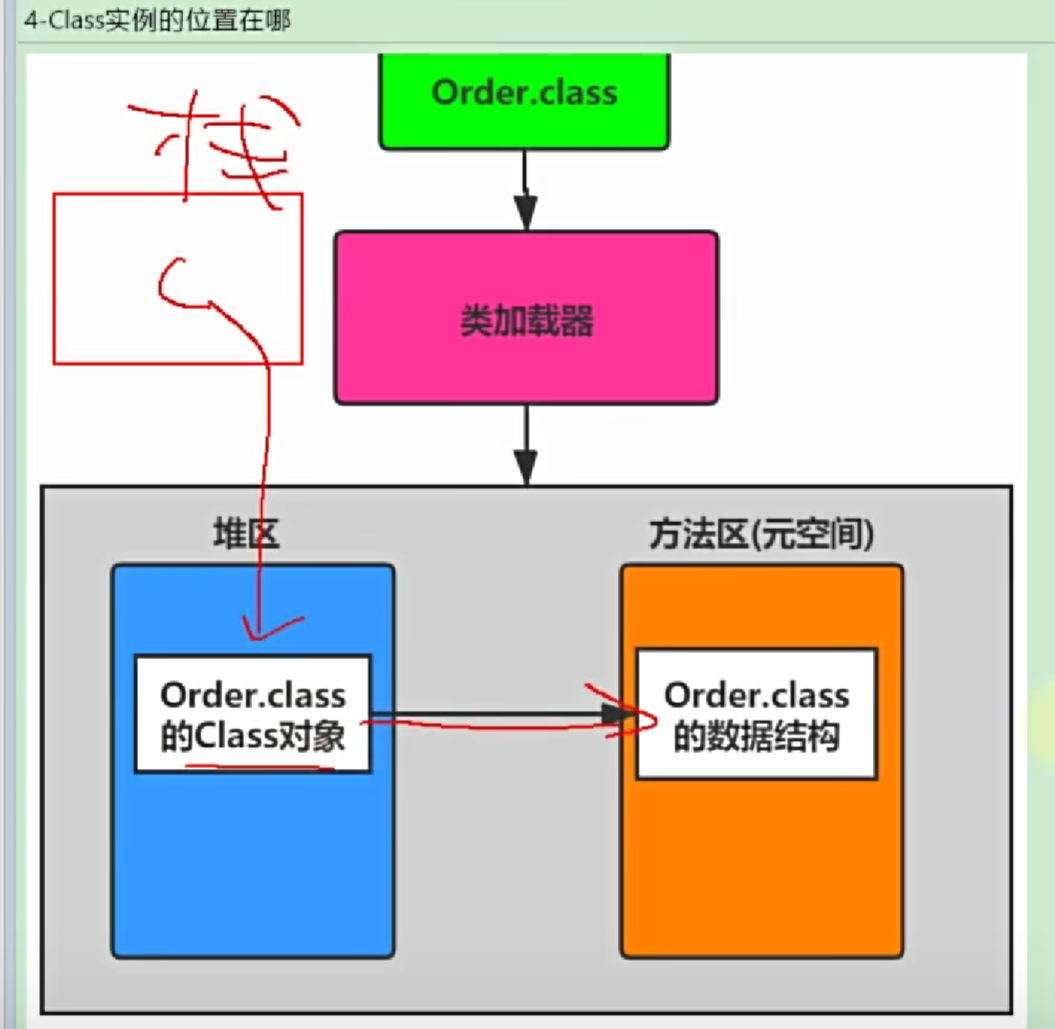 4-Class实例的位置在哪
Order.class
栈
类加载器
堆区
方法区(元空间)
Order.class
的Class对象
Order.class
的数据结构